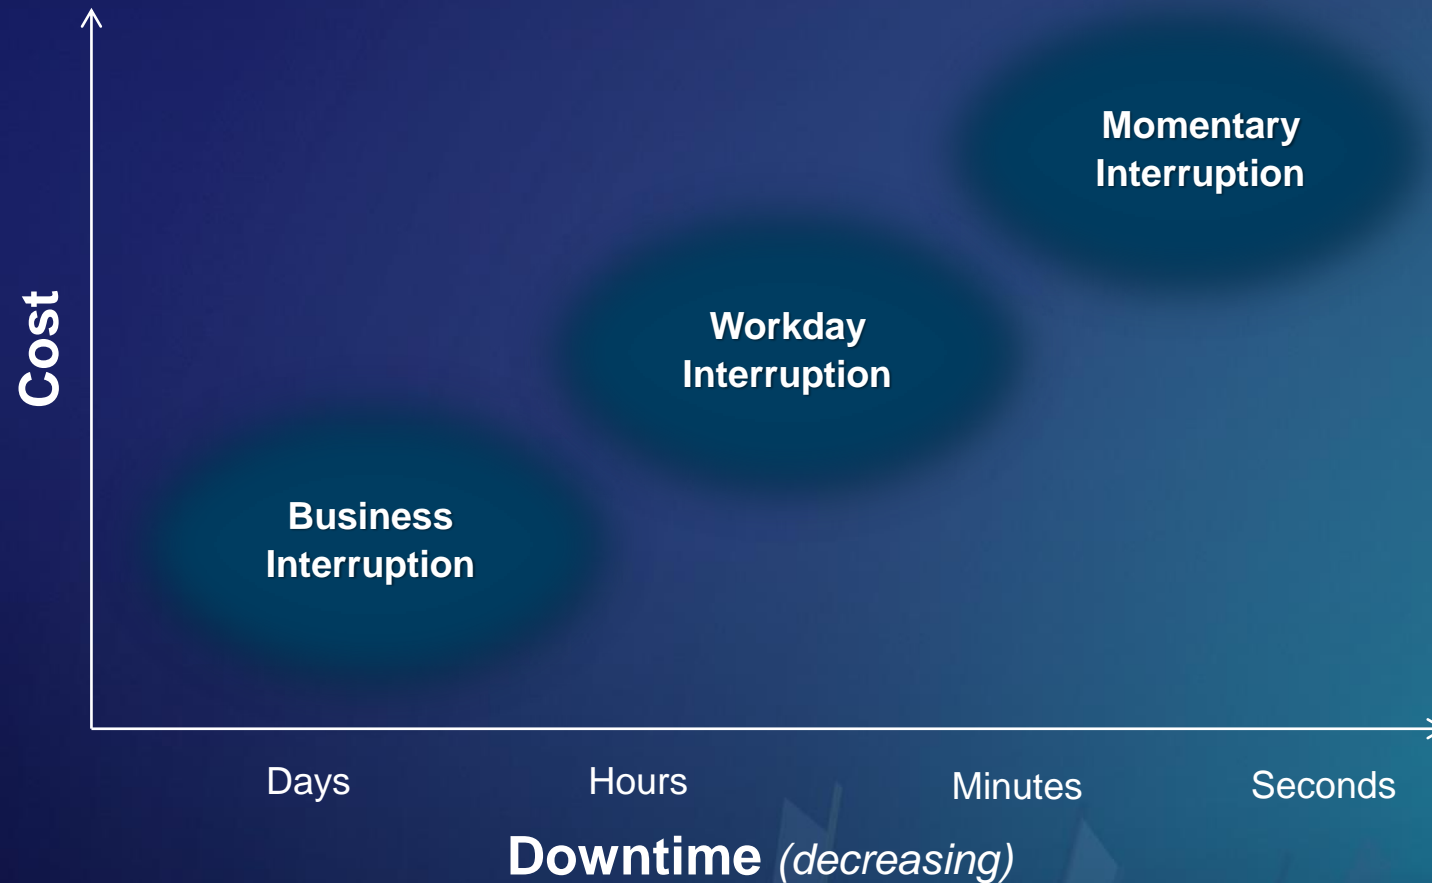 Momentary
Interruption
Workday
Interruption
Cost
Business
Interruption
Days
Hours
Minutes
Seconds
Downtime (decreasing)